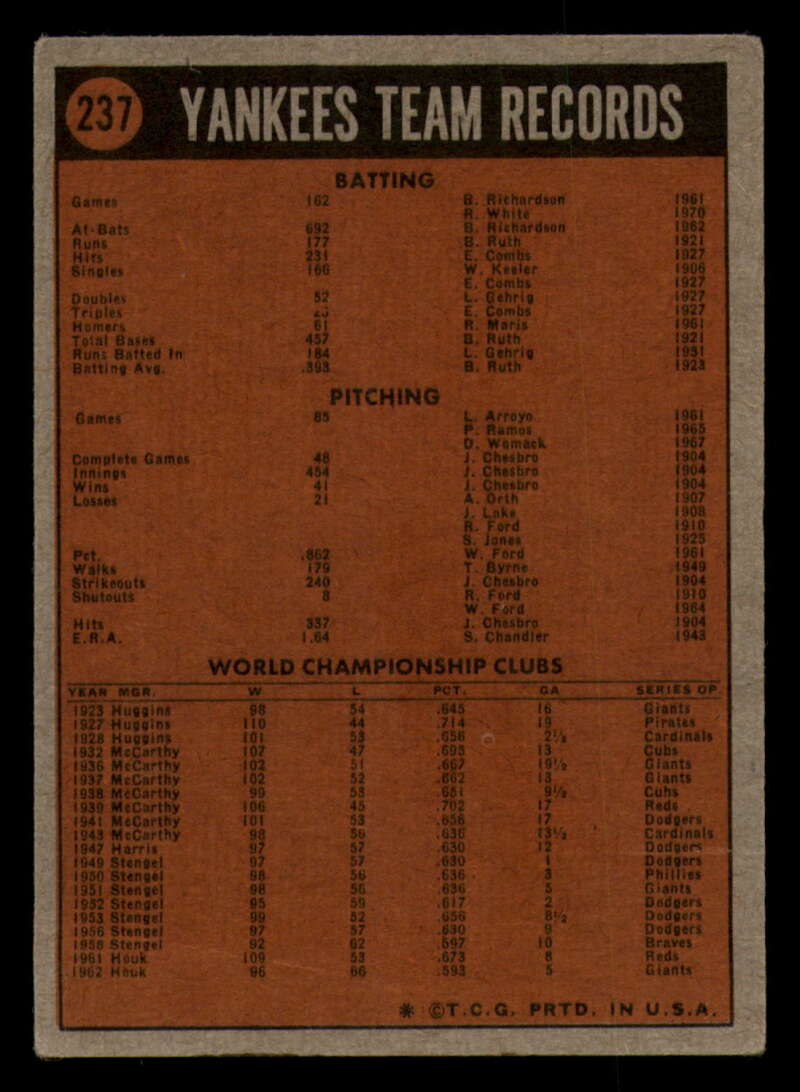 237 YANKEES TEAM RECORDS
BATTING
Games 162 B. Richardson 1961
R. White 1970
At-Bats 692 B. Richardson 1962
Runs 177 B. Ruth 1921
Hits 231 E. Combs 1927
Singles 166 W. Keeler 1906
E. Combs 1927
Doubles 52 L. Gehrig 1927
Triples 23 E. Combs 1927
Homers 61 R. Maris 1961
Total Bases 457 B. Ruth 1921
Runs Batted In 184 L. Gehrig 1931
Batting Avg. .393 B. Ruth 1923
PITCHING
Games 65 L. Arroyo 1961
P. Ramos 1965
D. Womack 1967
Complete Games 48 J. Chesbro 1904
Innings 454 J. Chesbro 1904
Wins 41 J. Chesbro 1904
Losses 21 A. Orth 1907
J. Lake 1908
R. Ford 1910
S. Jones 1925
Pct. .862 W. Ford 1961
Walks 179 T. Byrne 1949
Strikeouts 240 J. Chesbro 1904
Shutouts 8 R. Ford 1910
W. Ford 1964
Hits 337 J. Chesbro 1904
E.R.A. 1.64 S. Chandler 1943
WORLD CHAMPIONSHIP CLUBS
YEAR MGR. W L PCT. GA SERIES OP.
1923 Huggins 98 54 .645 16 Giants
1927 Huggins 110 44 .714 19 Pirates
1928 Huggins 101 53 .656 2½ Cardinals
1932 McCarthy 107 47 .695 13 Cubs
1936 McCarthy 102 51 .667 19½ Giants
1937 McCarthy 102 52 .662 13 Giants
1938 McCarthy 99 53 .651 9½ Cubs
1939 McCarthy 106 45 .702 17 Reds
1941 McCarthy 101 53 .656 17 Dodgers
1943 McCarthy 98 56 .636 13½ Cardinals
1947 Harris 97 57 .630 12 Dodgers
1949 Stengel 97 57 .630 1 Dodgers
1950 Stengel 98 56 .636 3 Phillies
1951 Stengel 98 56 .636 5 Giants
1952 Stengel 95 59 .617 2 Dodgers
1953 Stengel 99 52 .656 8½ Dodgers
1956 Stengel 97 57 .630 9 Dodgers
1958 Stengel 92 62 .597 10 Braves
1961 Houk 109 53 .673 8 Reds
1962 Houk 96 66 .593 5 Giants
* ©T.C.G. PRTD. IN U.S.A.